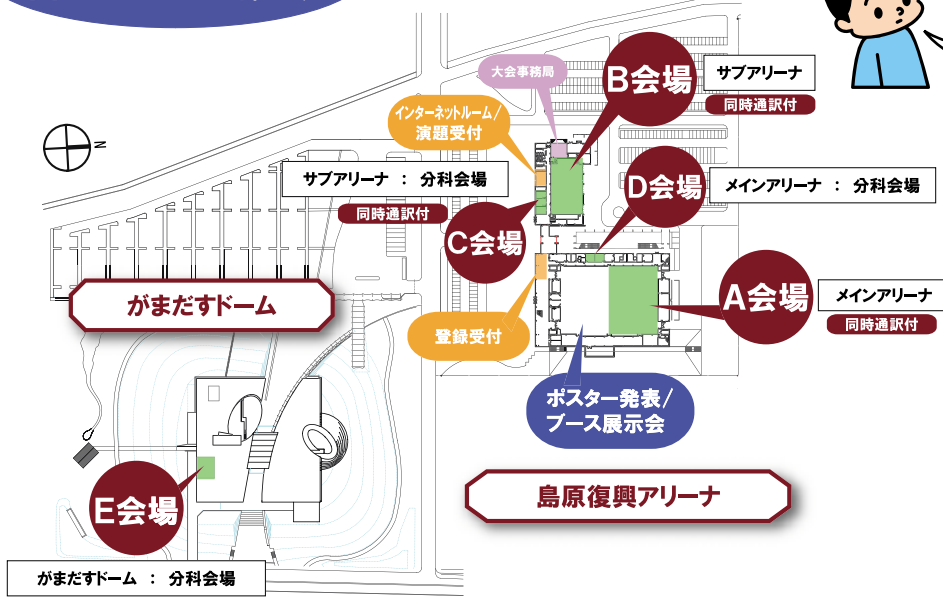 大会事務局
B会場
サブアリーナ
同時通訳付
インターネットルーム/
演題受付
N
サブアリーナ ： 分科会場
同時通訳付
D会場
メインアリーナ ： 分科会場
C会場
がまだすドーム
A会場
メインアリーナ
同時通訳付
登録受付
ポスター発表/
ブース展示会
島原復興アリーナ
E会場
がまだすドーム ： 分科会場